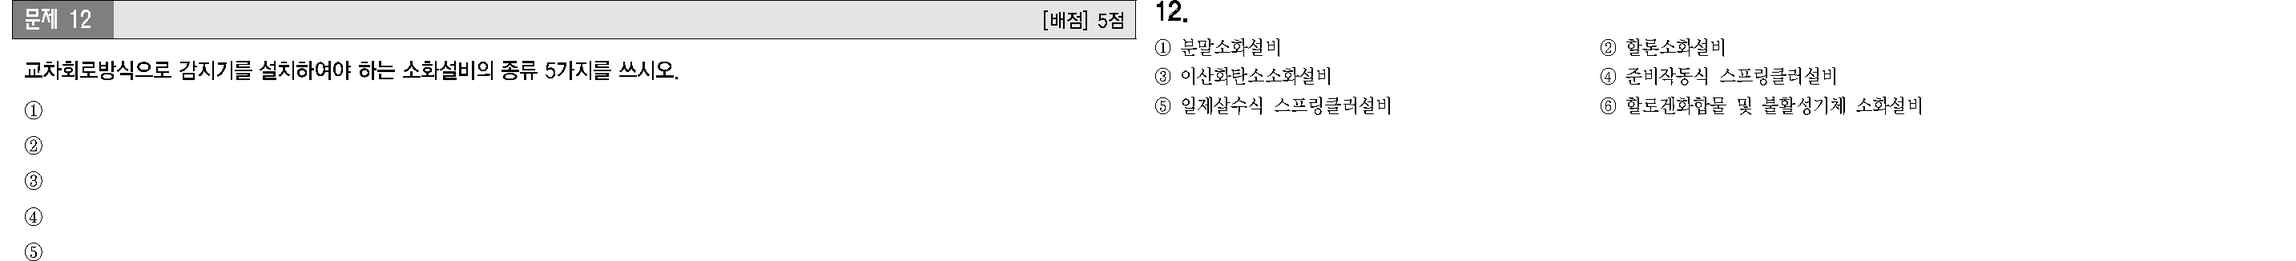 문제 12
[배점] 5점
교차회로방식으로 감지기를 설치하여야 하는 소화설비의 종류 5가지를 쓰시오.
①
②
③
④
⑤
12.
① 분말소화설비 ② 할론소화설비
③ 이산화탄소소화설비 ④ 준비작동식 스프링클러설비
⑤ 일제살수식 스프링클러설비 ⑥ 할로겐화합물 및 불활성기체 소화설비